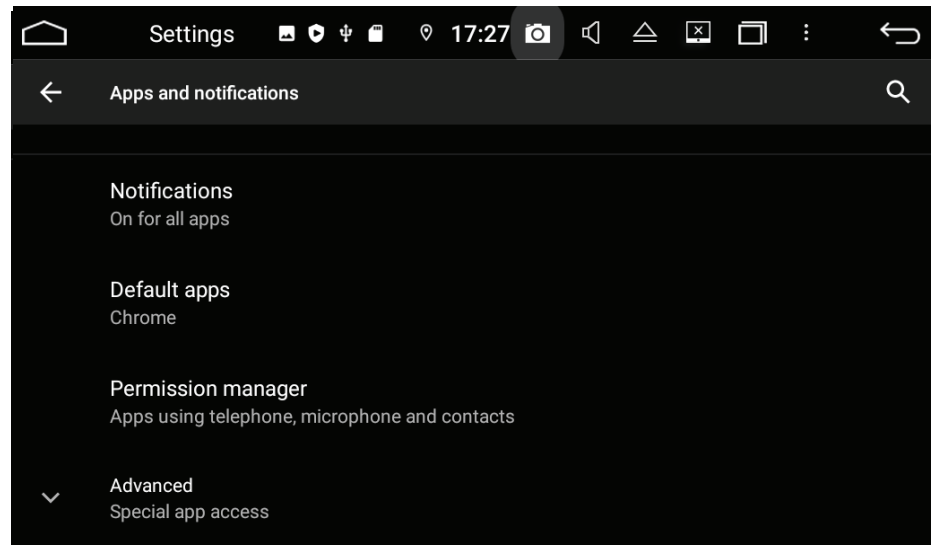 Settings 17:27
Apps and notifications
Notifications
On for all apps
Default apps
Chrome
Permission manager
Apps using telephone, microphone and contacts
Advanced
Special app access